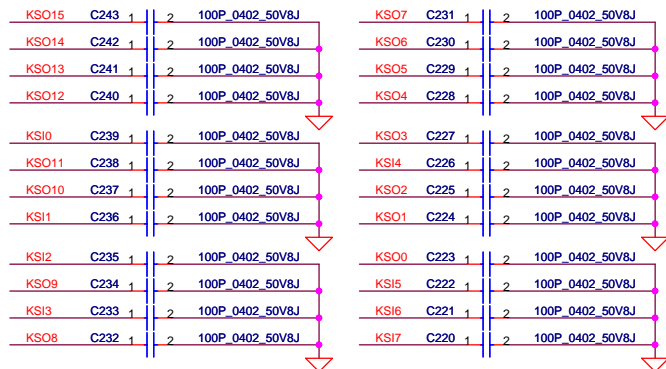 KSO15 C243 1 2 100P_0402_50V8J KSO7 C231 1 2 100P_0402_50V8J
KSO14 C242 1 2 100P_0402_50V8J KSO6 C230 1 2 100P_0402_50V8J
KSO13 C241 1 2 100P_0402_50V8J KSO5 C229 1 2 100P_0402_50V8J
KSO12 C240 1 2 100P_0402_50V8J KSO4 C228 1 2 100P_0402_50V8J
KSI0 C239 1 2 100P_0402_50V8J KSO3 C227 1 2 100P_0402_50V8J
KSO11 C238 1 2 100P_0402_50V8J KSI4 C226 1 2 100P_0402_50V8J
KSO10 C237 1 2 100P_0402_50V8J KSO2 C225 1 2 100P_0402_50V8J
KSI1 C236 1 2 100P_0402_50V8J KSO1 C224 1 2 100P_0402_50V8J
KSI2 C235 1 2 100P_0402_50V8J KSO0 C223 1 2 100P_0402_50V8J
KSO9 C234 1 2 100P_0402_50V8J KSI5 C222 1 2 100P_0402_50V8J
KSI3 C233 1 2 100P_0402_50V8J KSI6 C221 1 2 100P_0402_50V8J
KSO8 C232 1 2 100P_0402_50V8J KSI7 C220 1 2 100P_0402_50V8J